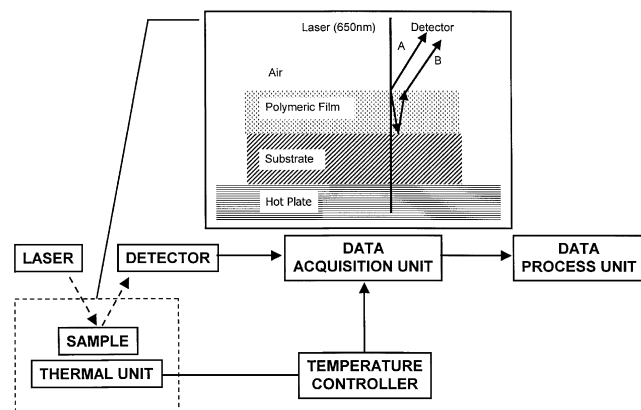 Laser (650nm)
Detector
A
B
Air
Polymeric Film
Substrate
Hot Plate
LASER
DETECTOR
DATA
ACQUISITION UNIT
DATA
PROCESS UNIT
SAMPLE
THERMAL UNIT
TEMPERATURE
CONTROLLER